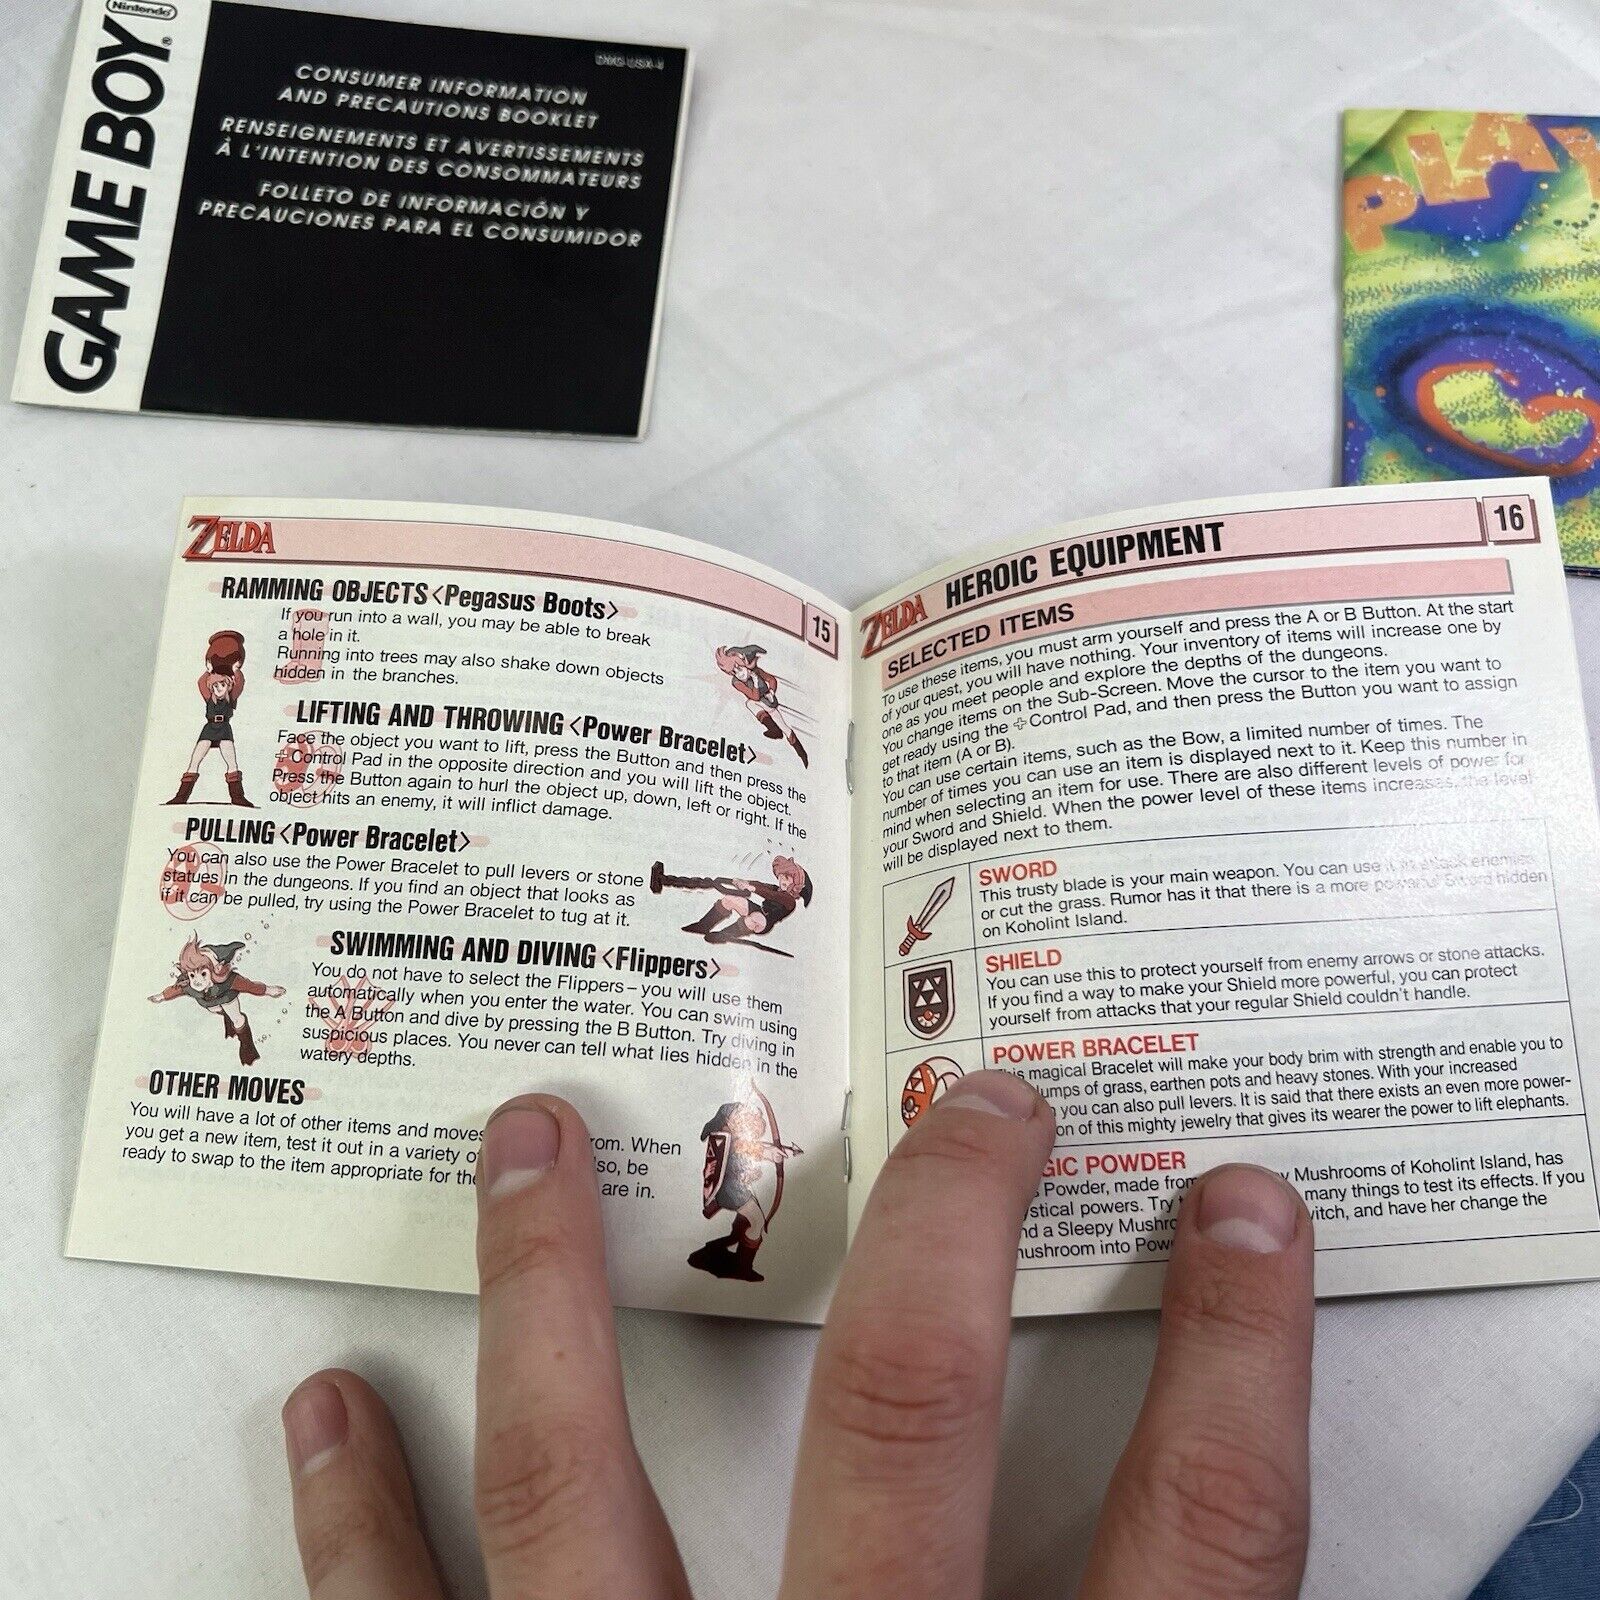 Nintendo
GAME BOY
DMG-USA-4
CONSUMER INFORMATION
AND PRECAUTIONS BOOKLET
RENSEIGNEMENTS ET AVERTISSEMENTS
À L'INTENTION DES CONSOMMATEURS
FOLLETO DE INFORMACIÓN Y
PRECAUCIONES PARA EL CONSUMIDOR
PLAY
ZELDA
15
RAMMING OBJECTS <Pegasus Boots>
If you run into a wall, you may be able to break
a hole in it.
Running into trees may also shake down objects
hidden in the branches.
LIFTING AND THROWING <Power Bracelet>
Face the object you want to lift, press the Button and then press the
Control Pad in the opposite direction and you will lift the object.
Press the Button again to hurl the object up, down, left or right. If the
object hits an enemy, it will inflict damage.
PULLING <Power Bracelet>
You can also use the Power Bracelet to pull levers or stone
statues in the dungeons. If you find an object that looks as
if it can be pulled, try using the Power Bracelet to tug at it.
SWIMMING AND DIVING <Flippers>
You do not have to select the Flippers – you will use them
automatically when you enter the water. You can swim using
the A Button and dive by pressing the B Button. Try diving in
suspicious places. You never can tell what lies hidden in the
watery depths.
OTHER MOVES
You will have a lot of other items and moves rom. When
you get a new item, test it out in a variety of so, be
ready to swap to the item appropriate for the are in.
ZELDA HEROIC EQUIPMENT
16
SELECTED ITEMS
To use these items, you must arm yourself and press the A or B Button. At the start
of your quest, you will have nothing. Your inventory of items will increase one by
one as you meet people and explore the depths of the dungeons.
You change items on the Sub-Screen. Move the cursor to the item you want to
get ready using the Control Pad, and then press the Button you want to assign
to that item (A or B).
You can use certain items, such as the Bow, a limited number of times. The
number of times you can use an item is displayed next to it. Keep this number in
mind when selecting an item for use. There are also different levels of power for
your Sword and Shield. When the power level of these items increases, the level
will be displayed next to them.
SWORD
This trusty blade is your main weapon. You can use it to attack enemies
or cut the grass. Rumor has it that there is a more powerful Sword hidden
on Koholint Island.
SHIELD
You can use this to protect yourself from enemy arrows or stone attacks.
If you find a way to make your Shield more powerful, you can protect
yourself from attacks that your regular Shield couldn't handle.
POWER BRACELET
his magical Bracelet will make your body brim with strength and enable you to
lumps of grass, earthen pots and heavy stones. With your increased
you can also pull levers. It is said that there exists an even more power-
on of this mighty jewelry that gives its wearer the power to lift elephants.
GIC POWDER
Powder, made from y Mushrooms of Koholint Island, has
ystical powers. Try many things to test its effects. If you
nd a Sleepy Mushro itch, and have her change the
mushroom into Pow